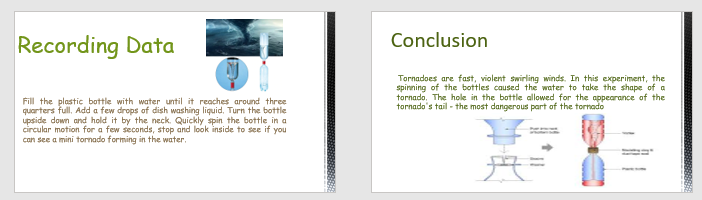 Recording Data
Fill the plastic bottle with water until it reaches around three
quarters full. Add a few drops of dish washing liquid. Turn the bottle
upside down and hold it by the neck. Quickly spin the bottle in a
circular motion for a few seconds, stop and look inside to see if you
can see a mini tornado forming in the water.
Conclusion
Tornadoes are fast, violent swirling winds. In this experiment, the
spinning of the bottles caused the water to take the shape of a
tornado. The hole in the bottle allowed for the appearance of the
tornado's tail - the most dangerous part of the tornado